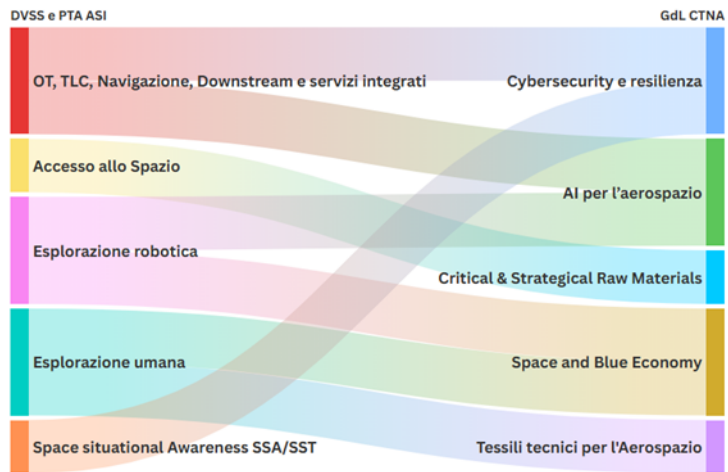 DVSS e PTA ASI
GdL CTNA
OT, TLC, Navigazione, Downstream e servizi integrati
Cybersecurity e resilienza
Accesso allo Spazio
AI per l'aerospazio
Esplorazione robotica
Critical & Strategical Raw Materials
Esplorazione umana
Space and Blue Economy
Space situational Awareness SSA/SST
Tessili tecnici per l'Aerospazio